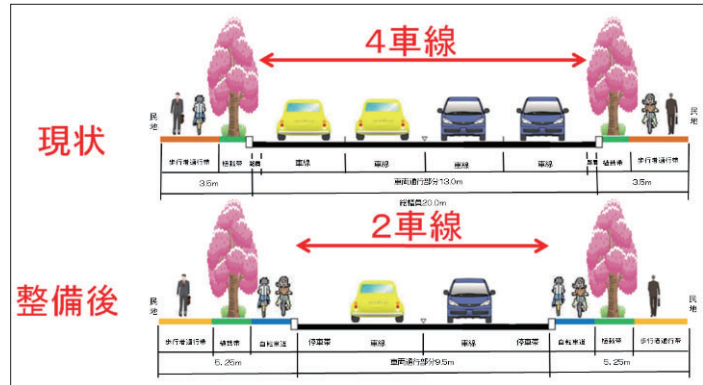 4車線
現状
民地
民地
歩行者通行帯 植栽帯 路肩 車線 車線 車線 車線 路肩 植栽帯 歩行者通行帯
3.5m 車両通行部分13.0m 3.5m
総幅員20.0m
2車線
整備後
民地
民地
歩行者通行帯 植栽帯 自転車道 停車帯 車線 車線 停車帯 自転車道 植栽帯 歩行者通行帯
5.25m 車両通行部分9.5m 5.25m